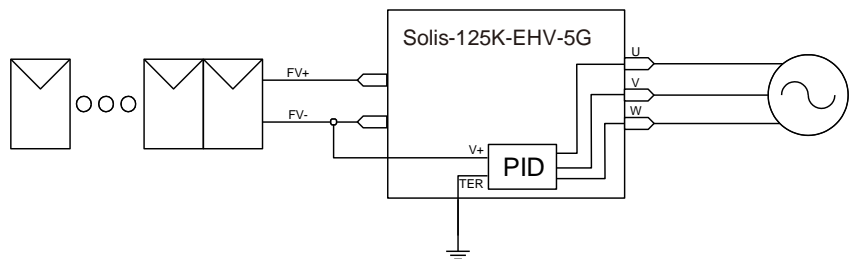 Solis-125K-EHV-5G
FV+
FV-
V+
TER
PID
U
V
W